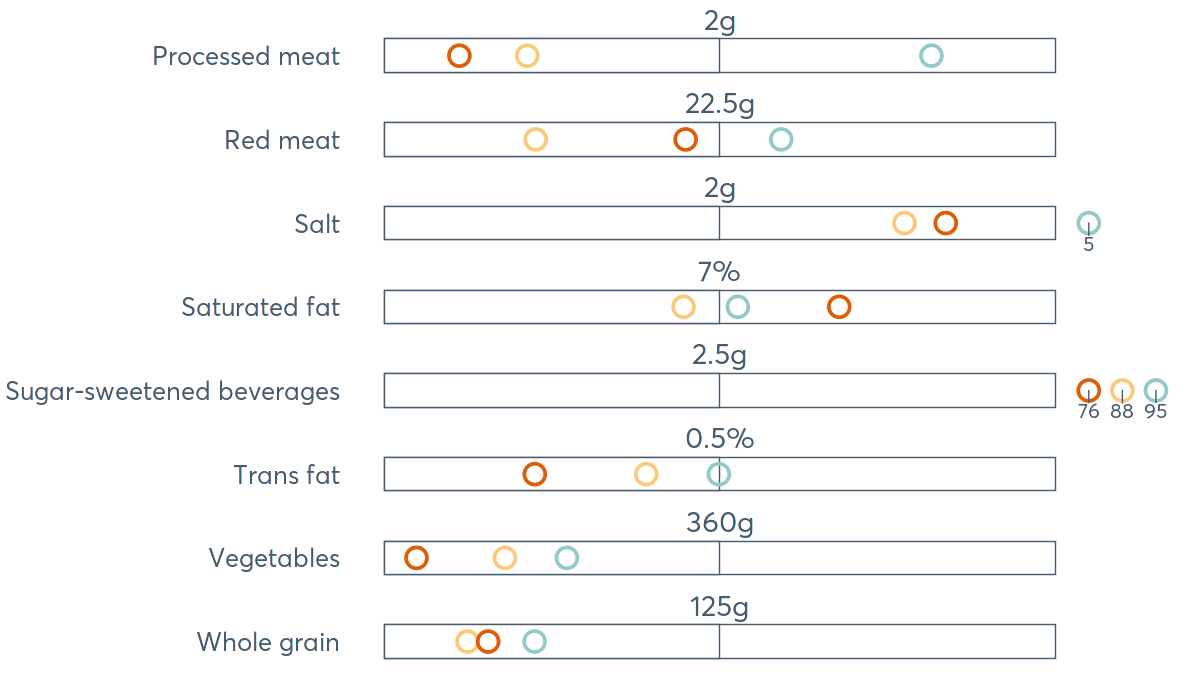 2g
Processed meat
22.5g
Red meat
2g
Salt
5
7%
Saturated fat
2.5g
Sugar-sweetened beverages
76 88 95
0.5%
Trans fat
360g
Vegetables
125g
Whole grain